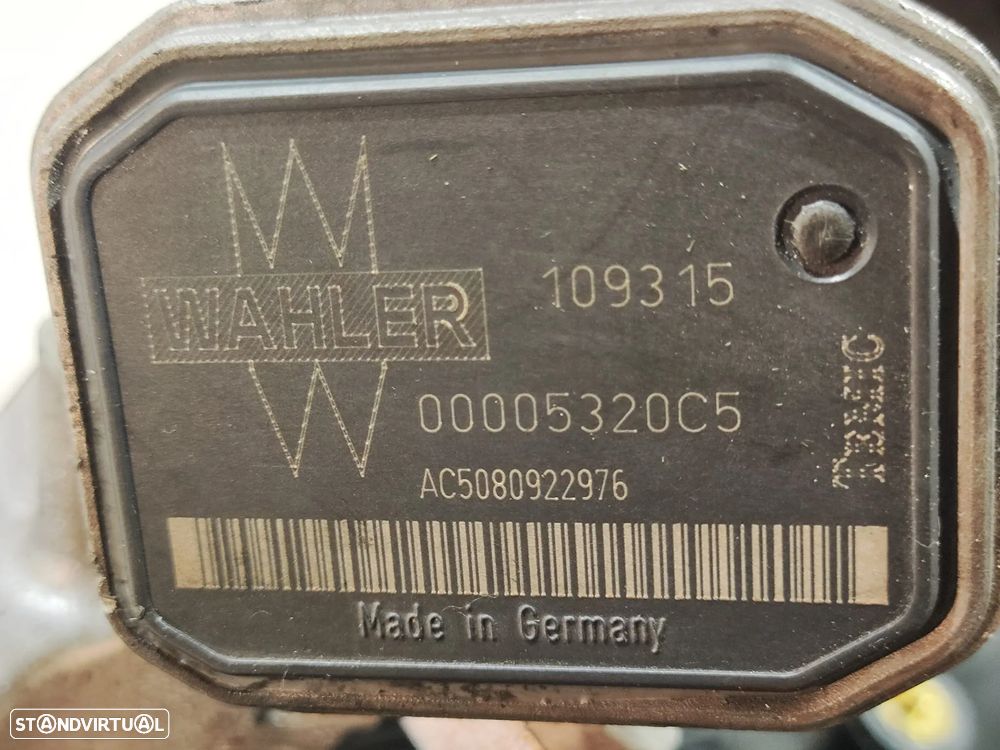 WAHLER
109315
00005320C5
AC5080922976
Made in Germany
STANDVIRTUAL